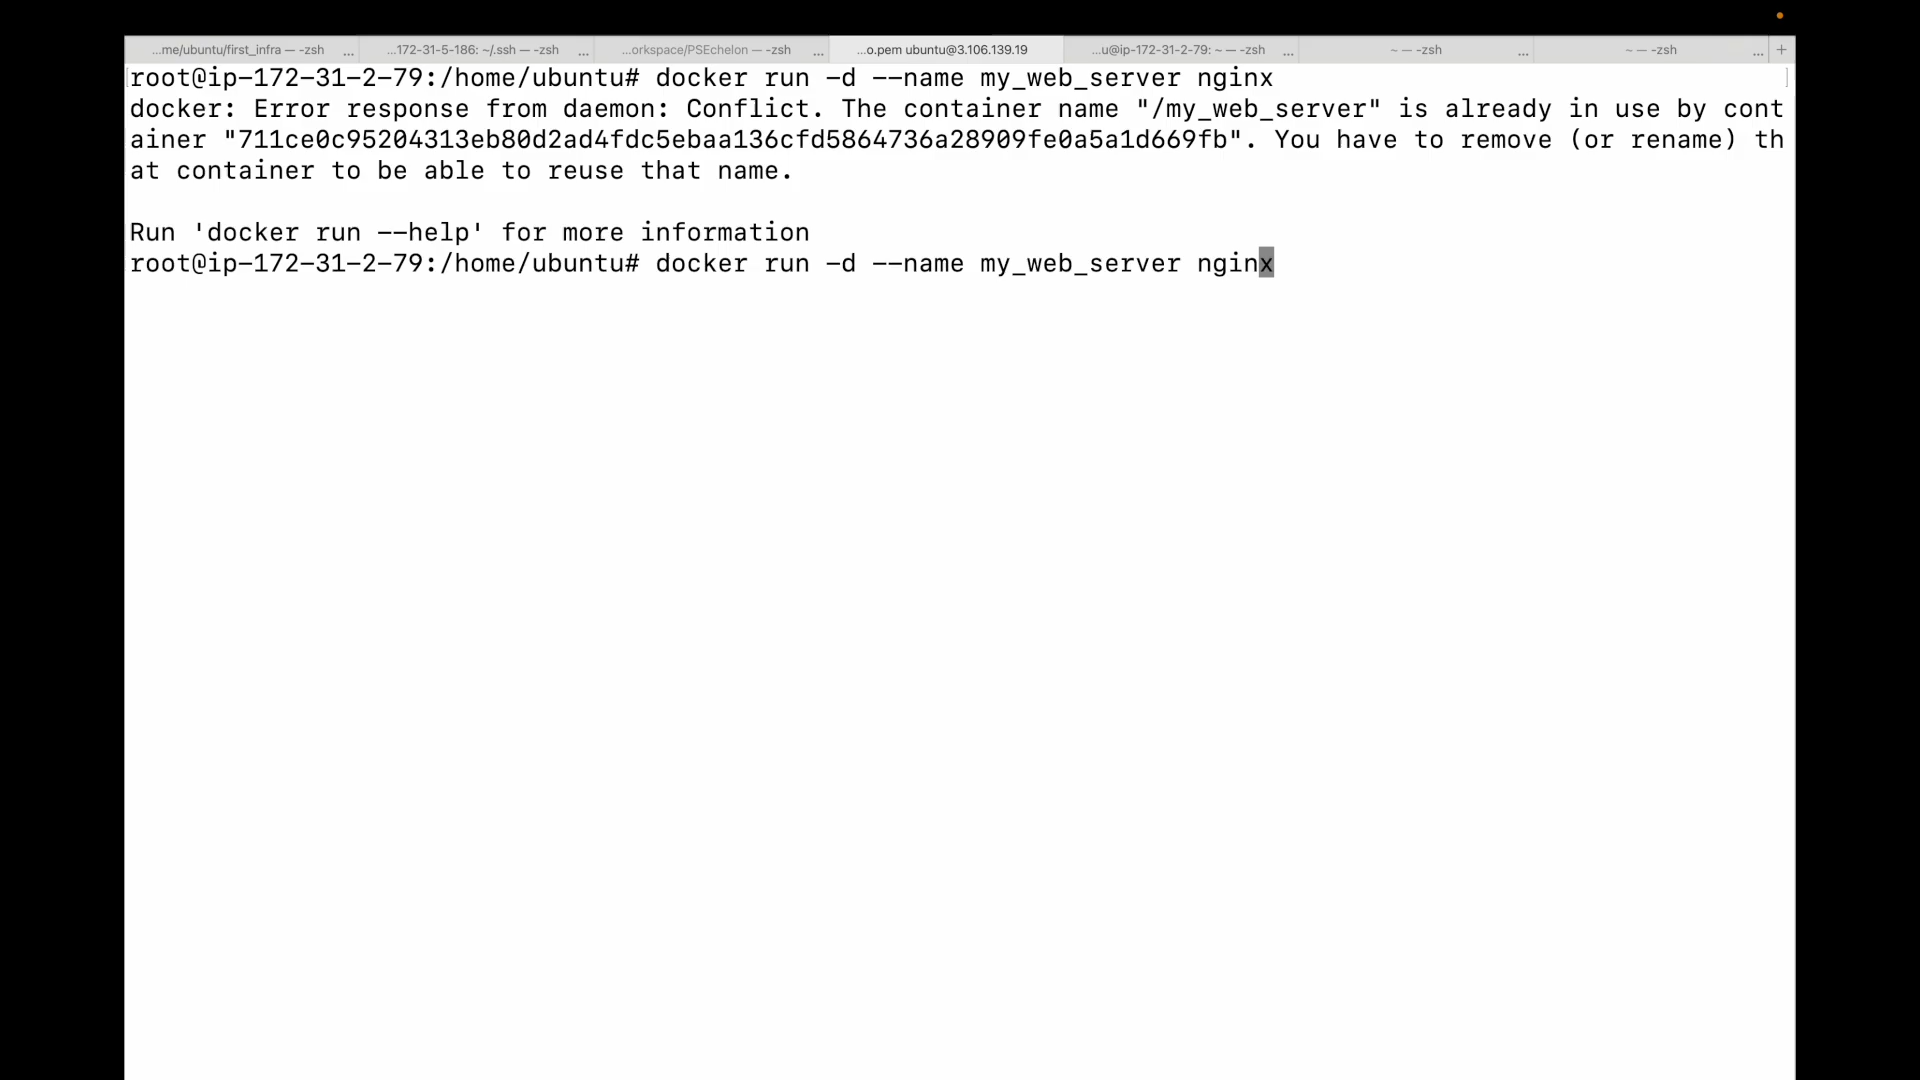 ...me/ubuntu/first_infra — -zsh ... ...172-31-5-186: ~/.ssh — -zsh ... ...orkspace/PSEchelon — -zsh ... ...o.pem ubuntu@3.106.139.19 ...u@ip-172-31-2-79: ~ — -zsh ... ~ — -zsh ... ~ — -zsh ... +
root@ip-172-31-2-79:/home/ubuntu# docker run -d --name my_web_server nginx
docker: Error response from daemon: Conflict. The container name "/my_web_server" is already in use by cont
ainer "711ce0c95204313eb80d2ad4fdc5ebaa136cfd5864736a28909fe0a5a1d669fb". You have to remove (or rename) th
at container to be able to reuse that name.
Run 'docker run --help' for more information
root@ip-172-31-2-79:/home/ubuntu# docker run -d --name my_web_server nginx